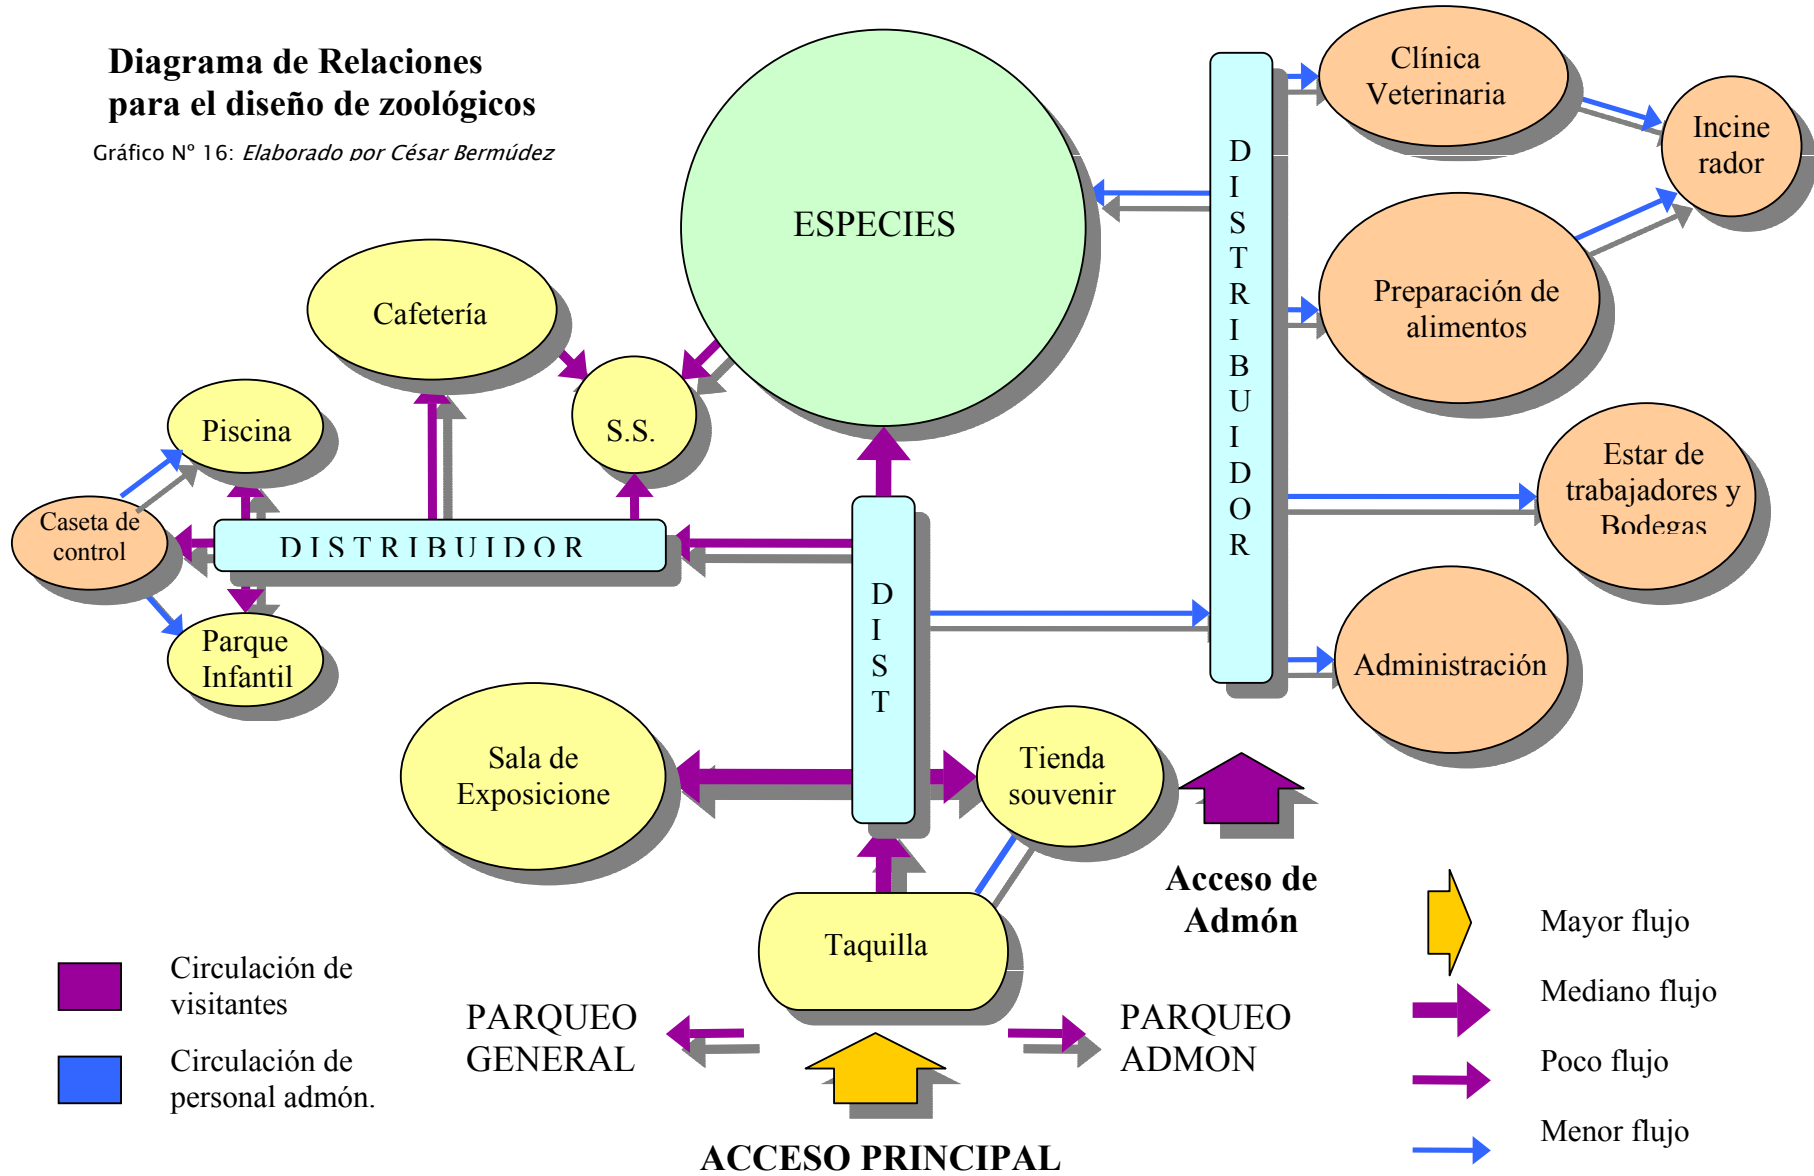 Diagrama de Relaciones
para el diseño de zoológicos
Gráfico Nº 16: Elaborado por César Bermúdez
ESPECIES
Cafetería
S.S.
Piscina
Caseta de
control
DISTRIBUIDOR
Parque
Infantil
Sala de
Exposicione
DIST
Tienda
souvenir
Taquilla
DISTRIBUIDOR
Clínica
Veterinaria
Incine
rador
Preparación de
alimentos
Estar de
trabajadores y
Bodegas
Administración
Acceso de
Admón
PARQUEO
GENERAL
PARQUEO
ADMON
ACCESO PRINCIPAL
Circulación de
visitantes
Circulación de
personal admón.
Mayor flujo
Mediano flujo
Poco flujo
Menor flujo